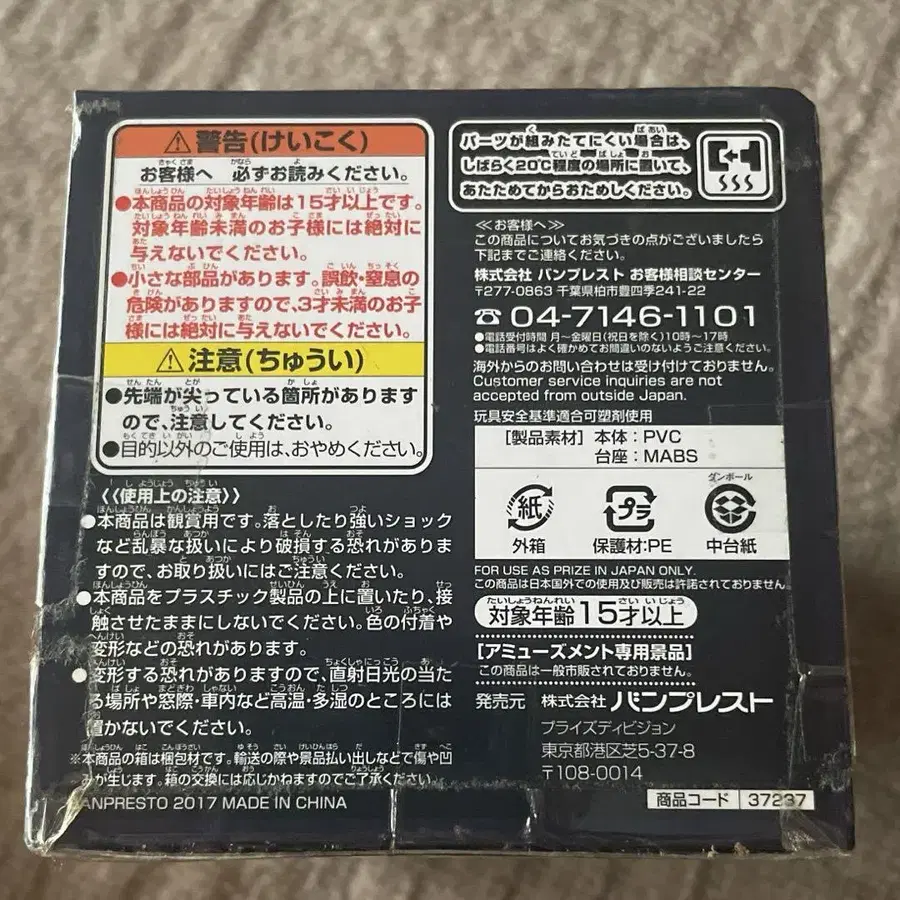 ⚠警告(けいこく)
お客様へ 必ずお読みください。
●本商品の対象年齢は15才以上です。
対象年齢未満のお子様には絶対に
与えないでください。
●小さな部品があります。誤飲・窒息の
危険がありますので、3才未満のお子
様には絶対に与えないでください。
⚠注意(ちゅうい)
●先端が尖っている箇所があります
ので、注意してください。
●目的以外のご使用は、おやめください。
《使用上の注意》
●本商品は観賞用です。落としたり強いショック
など乱暴な扱いにより破損する恐れがありま
すので、お取り扱いにはご注意ください。
●本商品をプラスチック製品の上に置いたり、接
触させたままにしないでください。色の付着や
変形などの恐れがあります。
●変形する恐れがありますので、直射日光の当た
る場所や窓際・車内など高温・多湿のところには
置かないでください。
※本商品の箱は梱包材です。輸送の際や景品払い出しなどで傷や凹
みが生じます。箱の交換には応じかねますのでご了承ください。
BANPRESTO 2017 MADE IN CHINA
パーツが組みたてにくい場合は、
しばらく20℃程度の場所に置いて、
あたためてからおためしください。
≪お客様へ≫
この商品についてお気づきの点がございましたら
下記までご連絡ください。
株式会社 バンプレスト お客様相談センター
〒277-0863 千葉県柏市豊四季241-22
☎04-7146-1101
●電話受付時間 月〜金曜日(祝日を除く)10時〜17時
●電話番号はよく確かめてお間違いのないようご注意ください。
海外からのお問い合わせは受け付けておりません。
Customer service inquiries are not
accepted from outside Japan.
玩具安全基準適合可塑剤使用
[製品素材] 本体:PVC
台座:MABS
紙
外箱
プラ
保護材:PE
ダンボール
中台紙
FOR USE AS PRIZE IN JAPAN ONLY.
この商品は日本国外での使用及び販売は許諾されておりません。
対象年齢15才以上
[アミューズメント専用景品]
この商品は一般市販されておりません。
発売元 株式会社 バンプレスト
プライズディビジョン
東京都港区芝5-37-8
〒108-0014
商品コード 37237